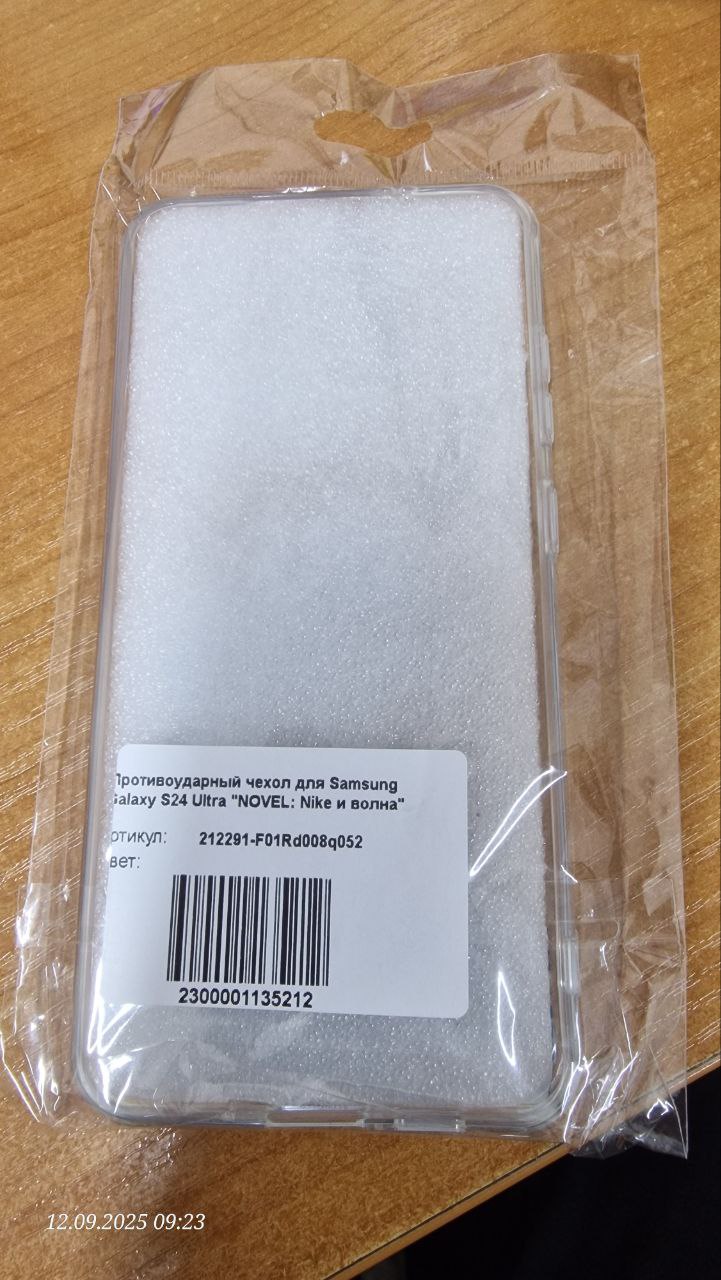 Противоударный чехол для Samsung
Galaxy S24 Ultra "NOVEL: Nike и волна"
ртикул: 212291-F01Rd008q052
вет:
2300001135212
12.09.2025 09:23